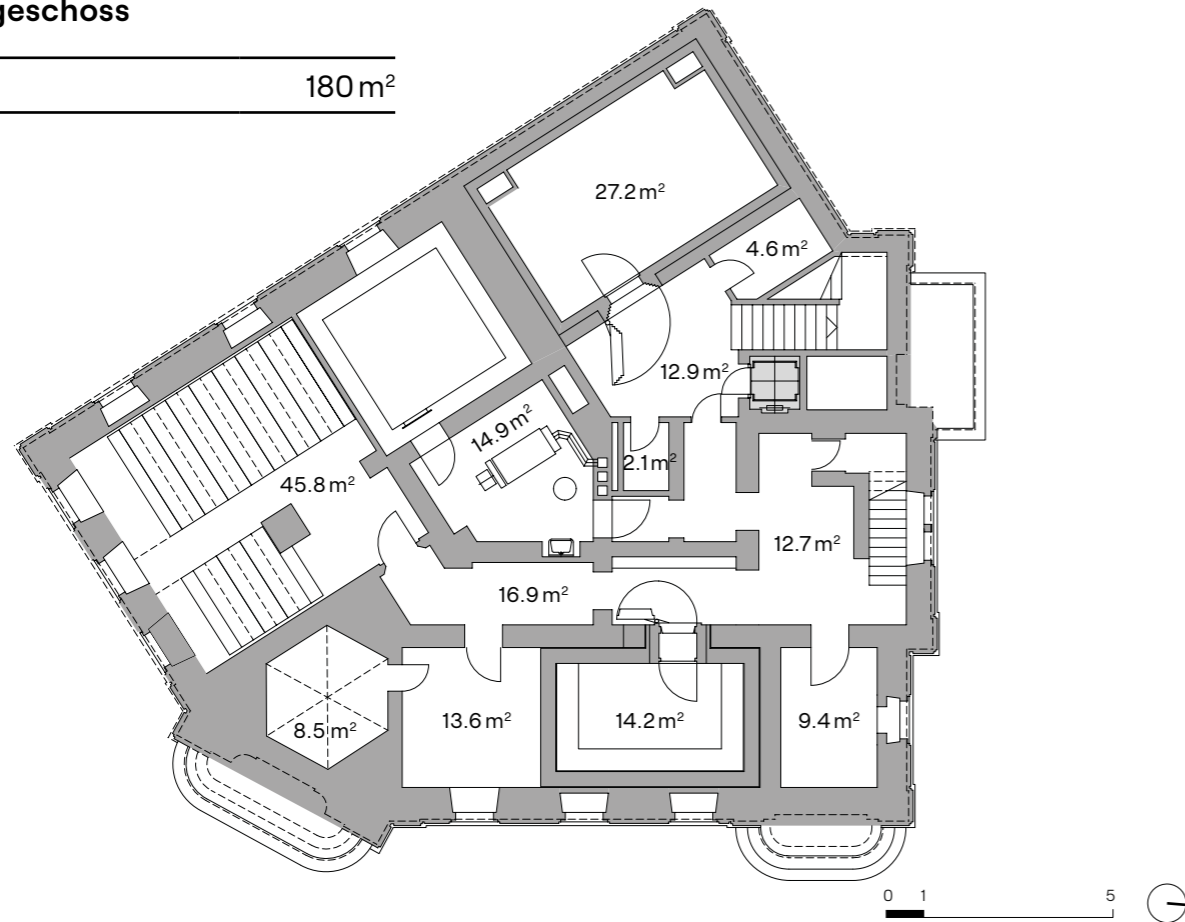 geschoss
180 m²
27.2 m²
4.6 m²
12.9 m²
14.9 m²
2.1 m²
45.8 m²
12.7 m²
16.9 m²
8.5 m²
13.6 m²
14.2 m²
9.4 m²
0 1 5